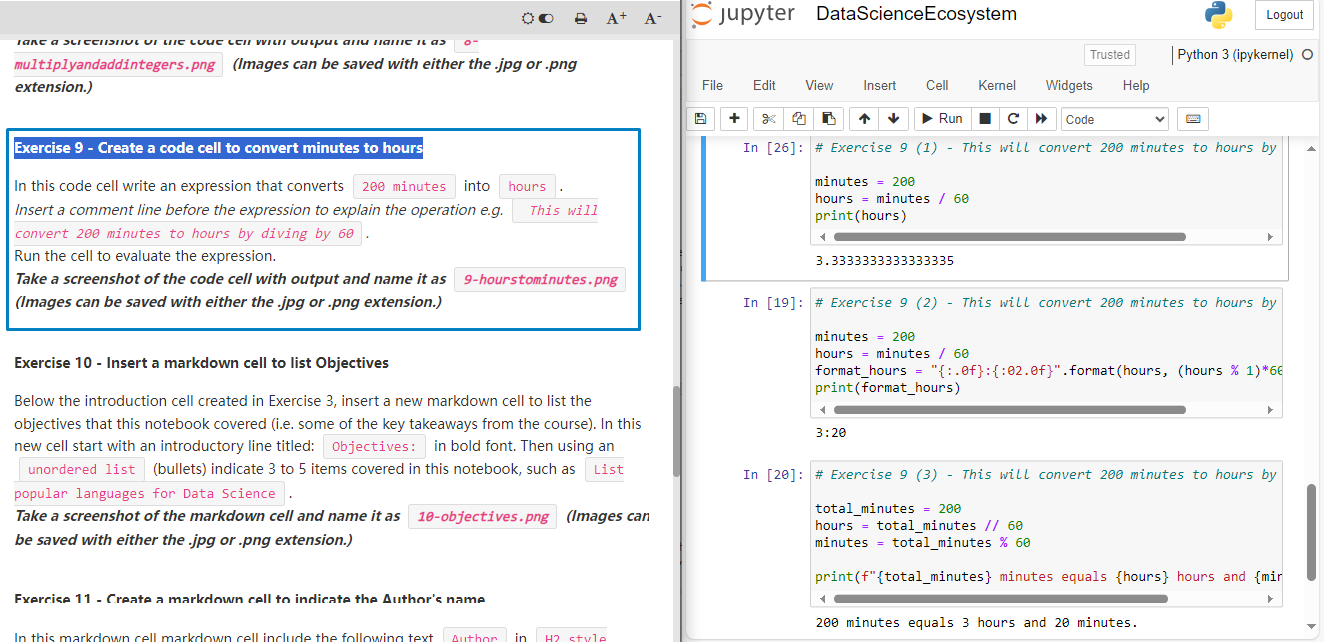 A+ A-
take a screenshot of the code cell with output and name it as 8-
multiplyandaddintegers.png (Images can be saved with either the .jpg or .png
extension.)
Exercise 9 - Create a code cell to convert minutes to hours
In this code cell write an expression that converts 200 minutes into hours .
Insert a comment line before the expression to explain the operation e.g. This will
convert 200 minutes to hours by diving by 60 .
Run the cell to evaluate the expression.
Take a screenshot of the code cell with output and name it as 9-hourstominutes.png
(Images can be saved with either the .jpg or .png extension.)
Exercise 10 - Insert a markdown cell to list Objectives
Below the introduction cell created in Exercise 3, insert a new markdown cell to list the
objectives that this notebook covered (i.e. some of the key takeaways from the course). In this
new cell start with an introductory line titled: Objectives: in bold font. Then using an
unordered list (bullets) indicate 3 to 5 items covered in this notebook, such as List
popular languages for Data Science .
Take a screenshot of the markdown cell and name it as 10-objectives.png (Images can
be saved with either the .jpg or .png extension.)
Exercise 11 - Create a markdown cell to indicate the Author's name
In this markdown cell markdown cell include the following text Author in H2 style
jupyter DataScienceEcosystem Logout
Trusted Python 3 (ipykernel)
File Edit View Insert Cell Kernel Widgets Help
Run Code
In [26]: # Exercise 9 (1) - This will convert 200 minutes to hours by
minutes = 200
hours = minutes / 60
print(hours)
3.3333333333333335
In [19]: # Exercise 9 (2) - This will convert 200 minutes to hours by
minutes = 200
hours = minutes / 60
format_hours = "{:.0f}:{:02.0f}".format(hours, (hours % 1)*60
print(format_hours)
3:20
In [20]: # Exercise 9 (3) - This will convert 200 minutes to hours by
total_minutes = 200
hours = total_minutes // 60
minutes = total_minutes % 60
print(f"{total_minutes} minutes equals {hours} hours and {min
200 minutes equals 3 hours and 20 minutes.